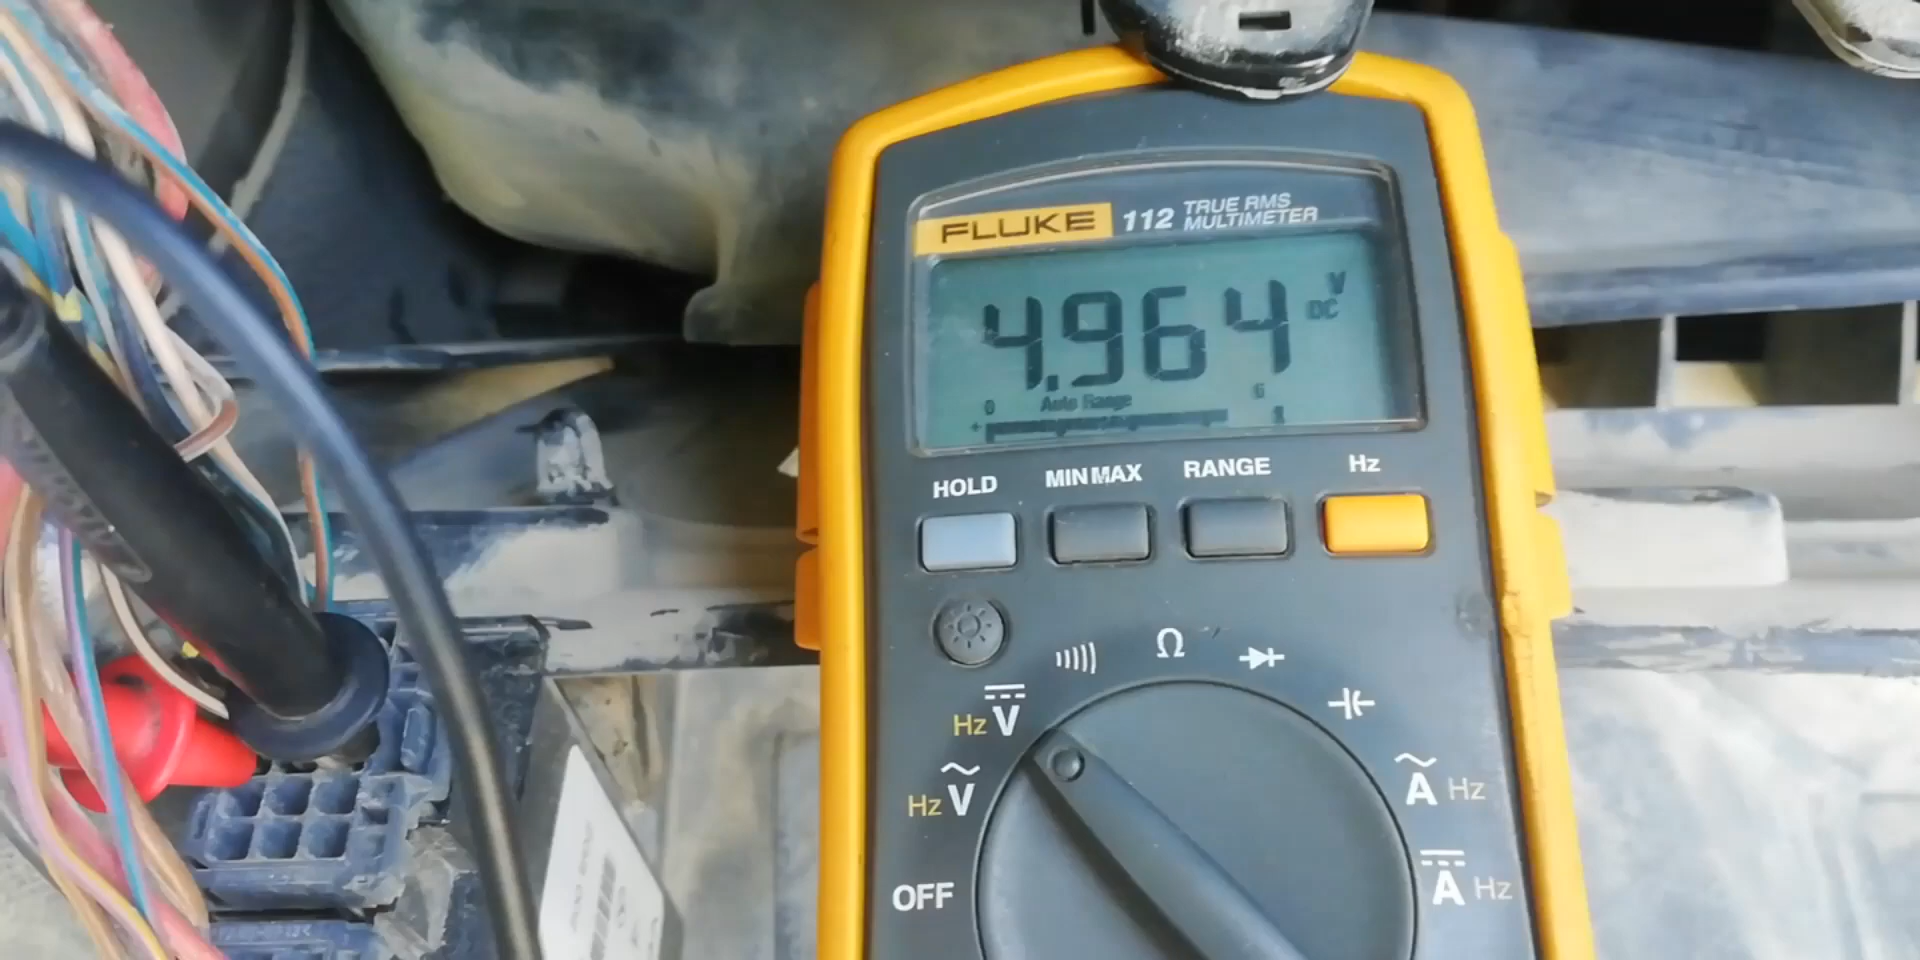 FLUKE 112 TRUE RMS MULTIMETER
4.964 V DC
0 Auto Range 6
HOLD MIN MAX RANGE Hz
Ω
Hz V
Hz V
A Hz
A Hz
OFF